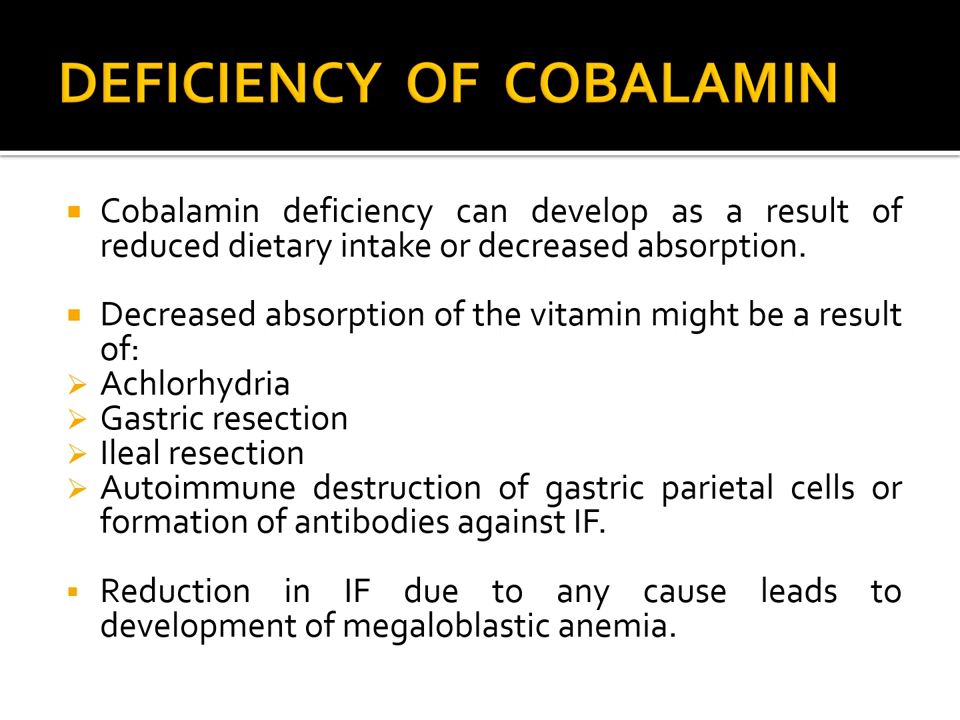 DEFICIENCY OF COBALAMIN
▪ Cobalamin deficiency can develop as a result of
reduced dietary intake or decreased absorption.
▪ Decreased absorption of the vitamin might be a result
of:
➢ Achlorhydria
➢ Gastric resection
➢ Ileal resection
➢ Autoimmune destruction of gastric parietal cells or
formation of antibodies against IF.
▪ Reduction in IF due to any cause leads to
development of megaloblastic anemia.